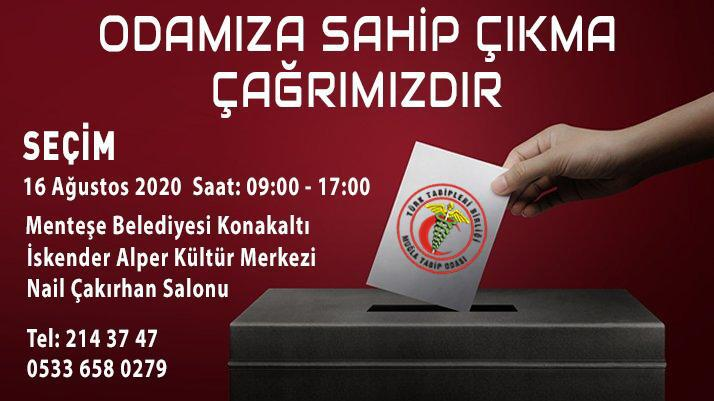 ODAMIZA SAHİP ÇIKMA
ÇAĞRIMIZDIR
SEÇİM
16 Ağustos 2020 Saat: 09:00 - 17:00
Menteşe Belediyesi Konakaltı
İskender Alper Kültür Merkezi
Nail Çakırhan Salonu
Tel: 214 37 47
0533 658 0279
TÜRK TABİPLERİ BİRLİĞİ
MUĞLA TABİP ODASI